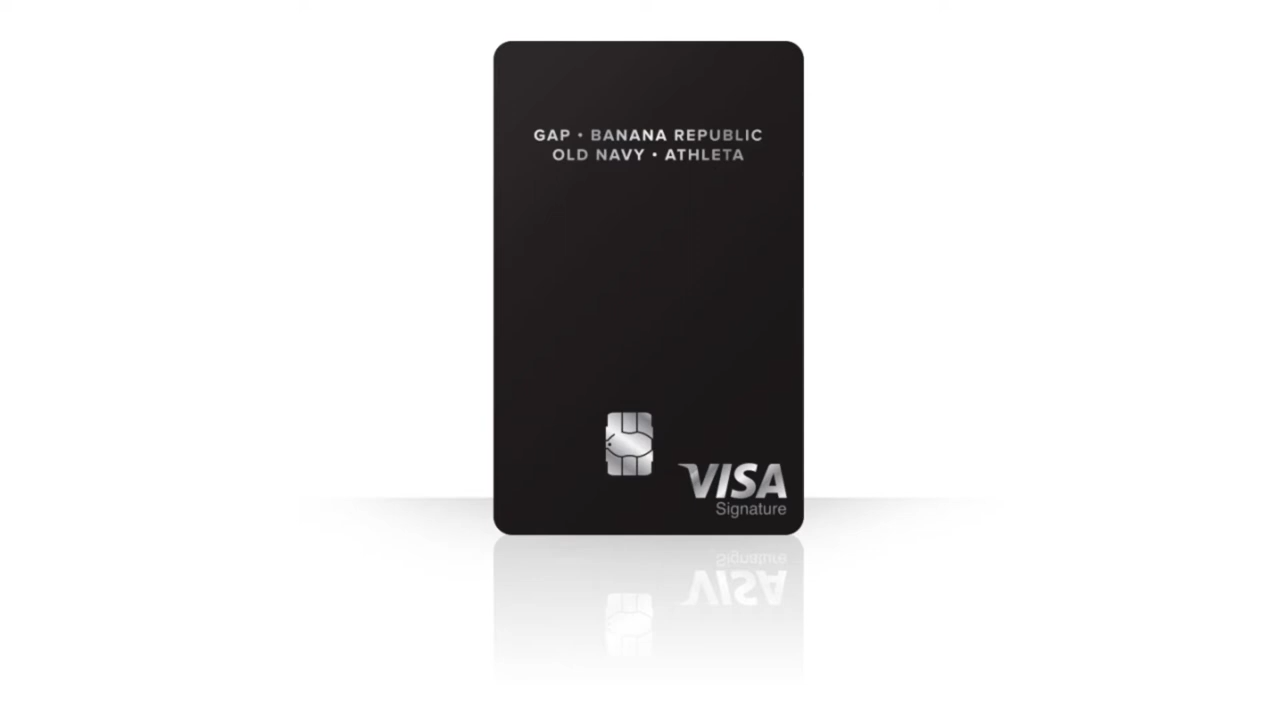 GAP • BANANA REPUBLIC
OLD NAVY • ATHLETA
VISA
Signature